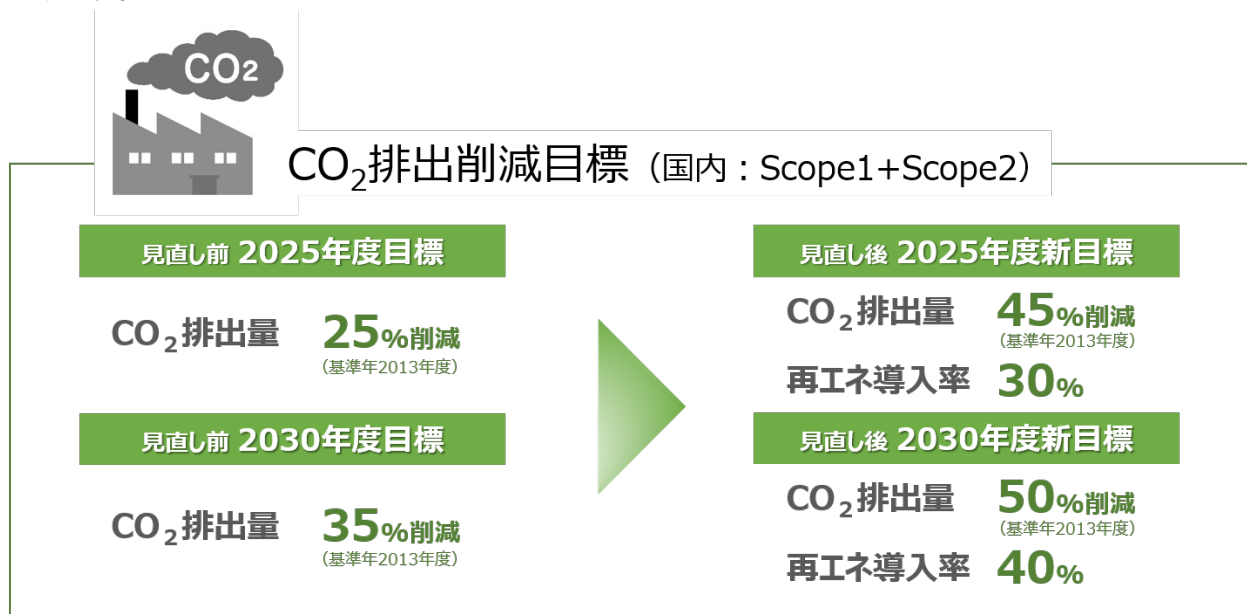 CO2
CO₂排出削減目標（国内：Scope1+Scope2）
見直し前 2025年度目標
CO₂排出量 25%削減
（基準年2013年度）
見直し前 2030年度目標
CO₂排出量 35%削減
（基準年2013年度）
見直し後 2025年度新目標
CO₂排出量 45%削減
（基準年2013年度）
再エネ導入率 30%
見直し後 2030年度新目標
CO₂排出量 50%削減
（基準年2013年度）
再エネ導入率 40%